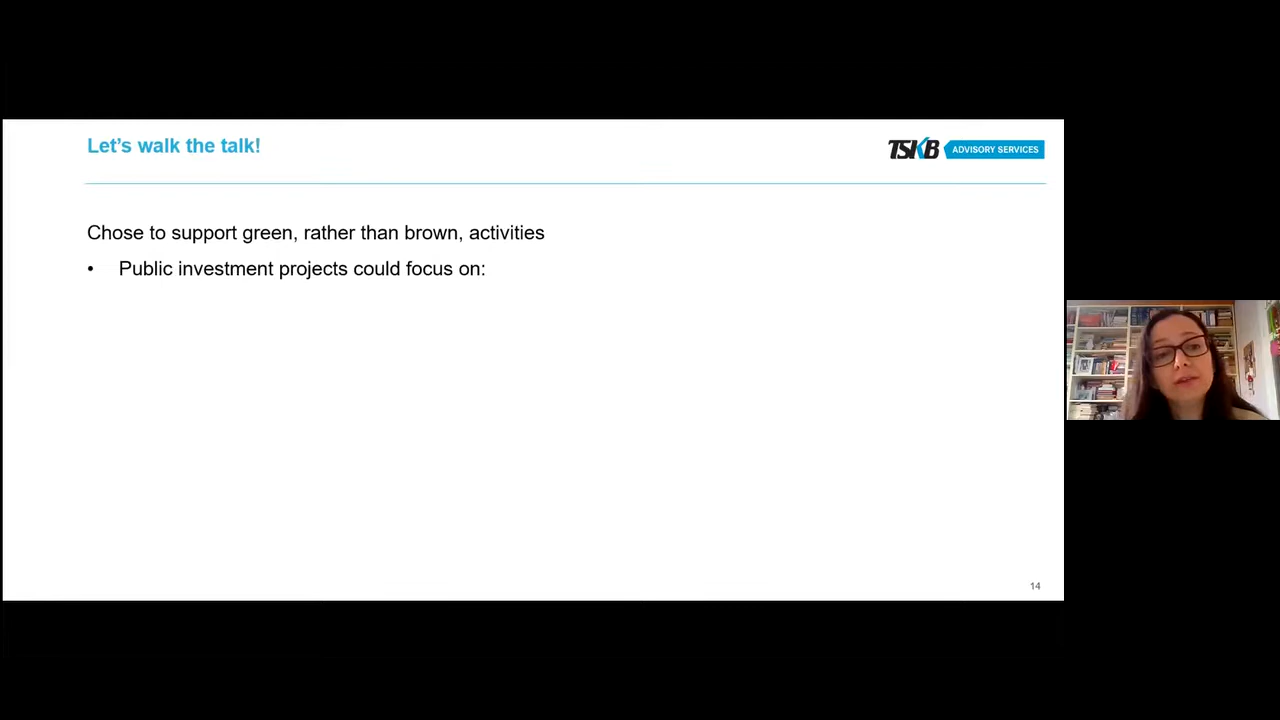 Let's walk the talk!
TSKB ADVISORY SERVICES
Chose to support green, rather than brown, activities
• Public investment projects could focus on:
14